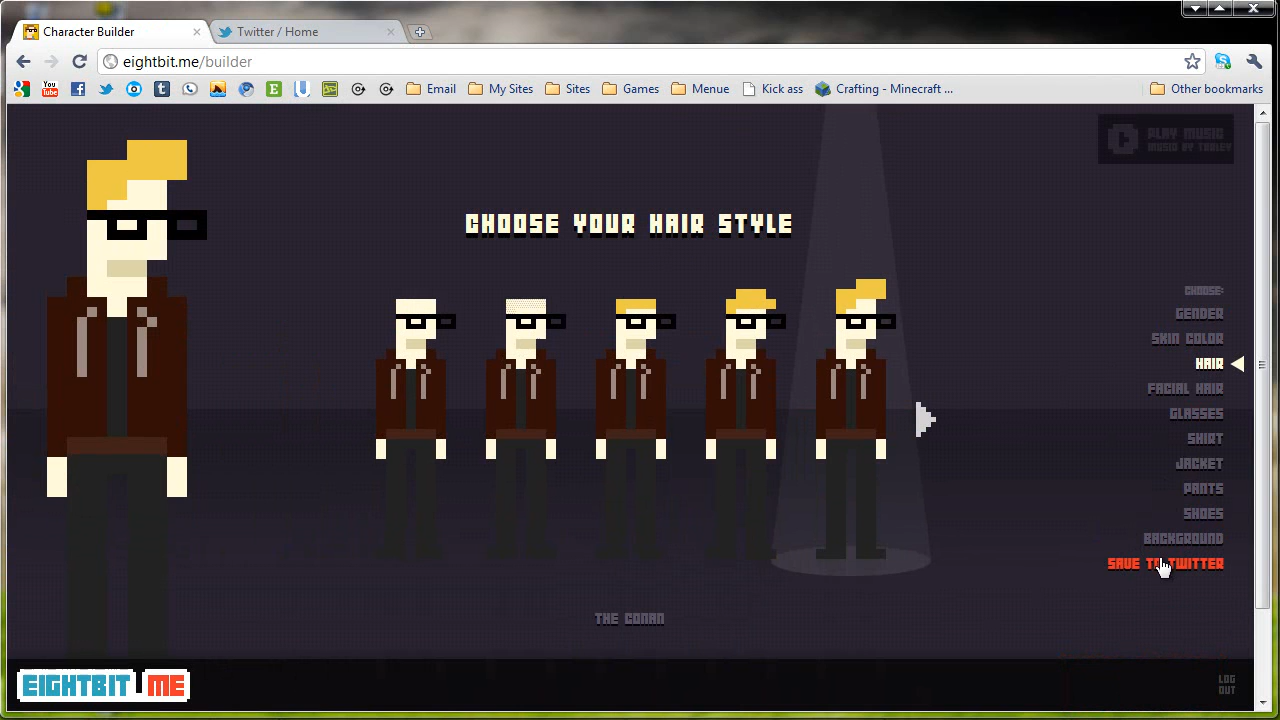 Character Builder
Twitter / Home
eightbit.me/builder
Email
My Sites
Sites
Games
Menue
Kick ass
Crafting - Minecraft ...
Other bookmarks
PLAY MUSIC
MUSIC BY TORLEY
CHOOSE YOUR HAIR STYLE
CHOOSE:
GENDER
SKIN COLOR
HAIR
FACIAL HAIR
GLASSES
SHIRT
JACKET
PANTS
SHOES
BACKGROUND
SAVE TO TWITTER
THE CONAN
EIGHTBIT ME
LOG
OUT